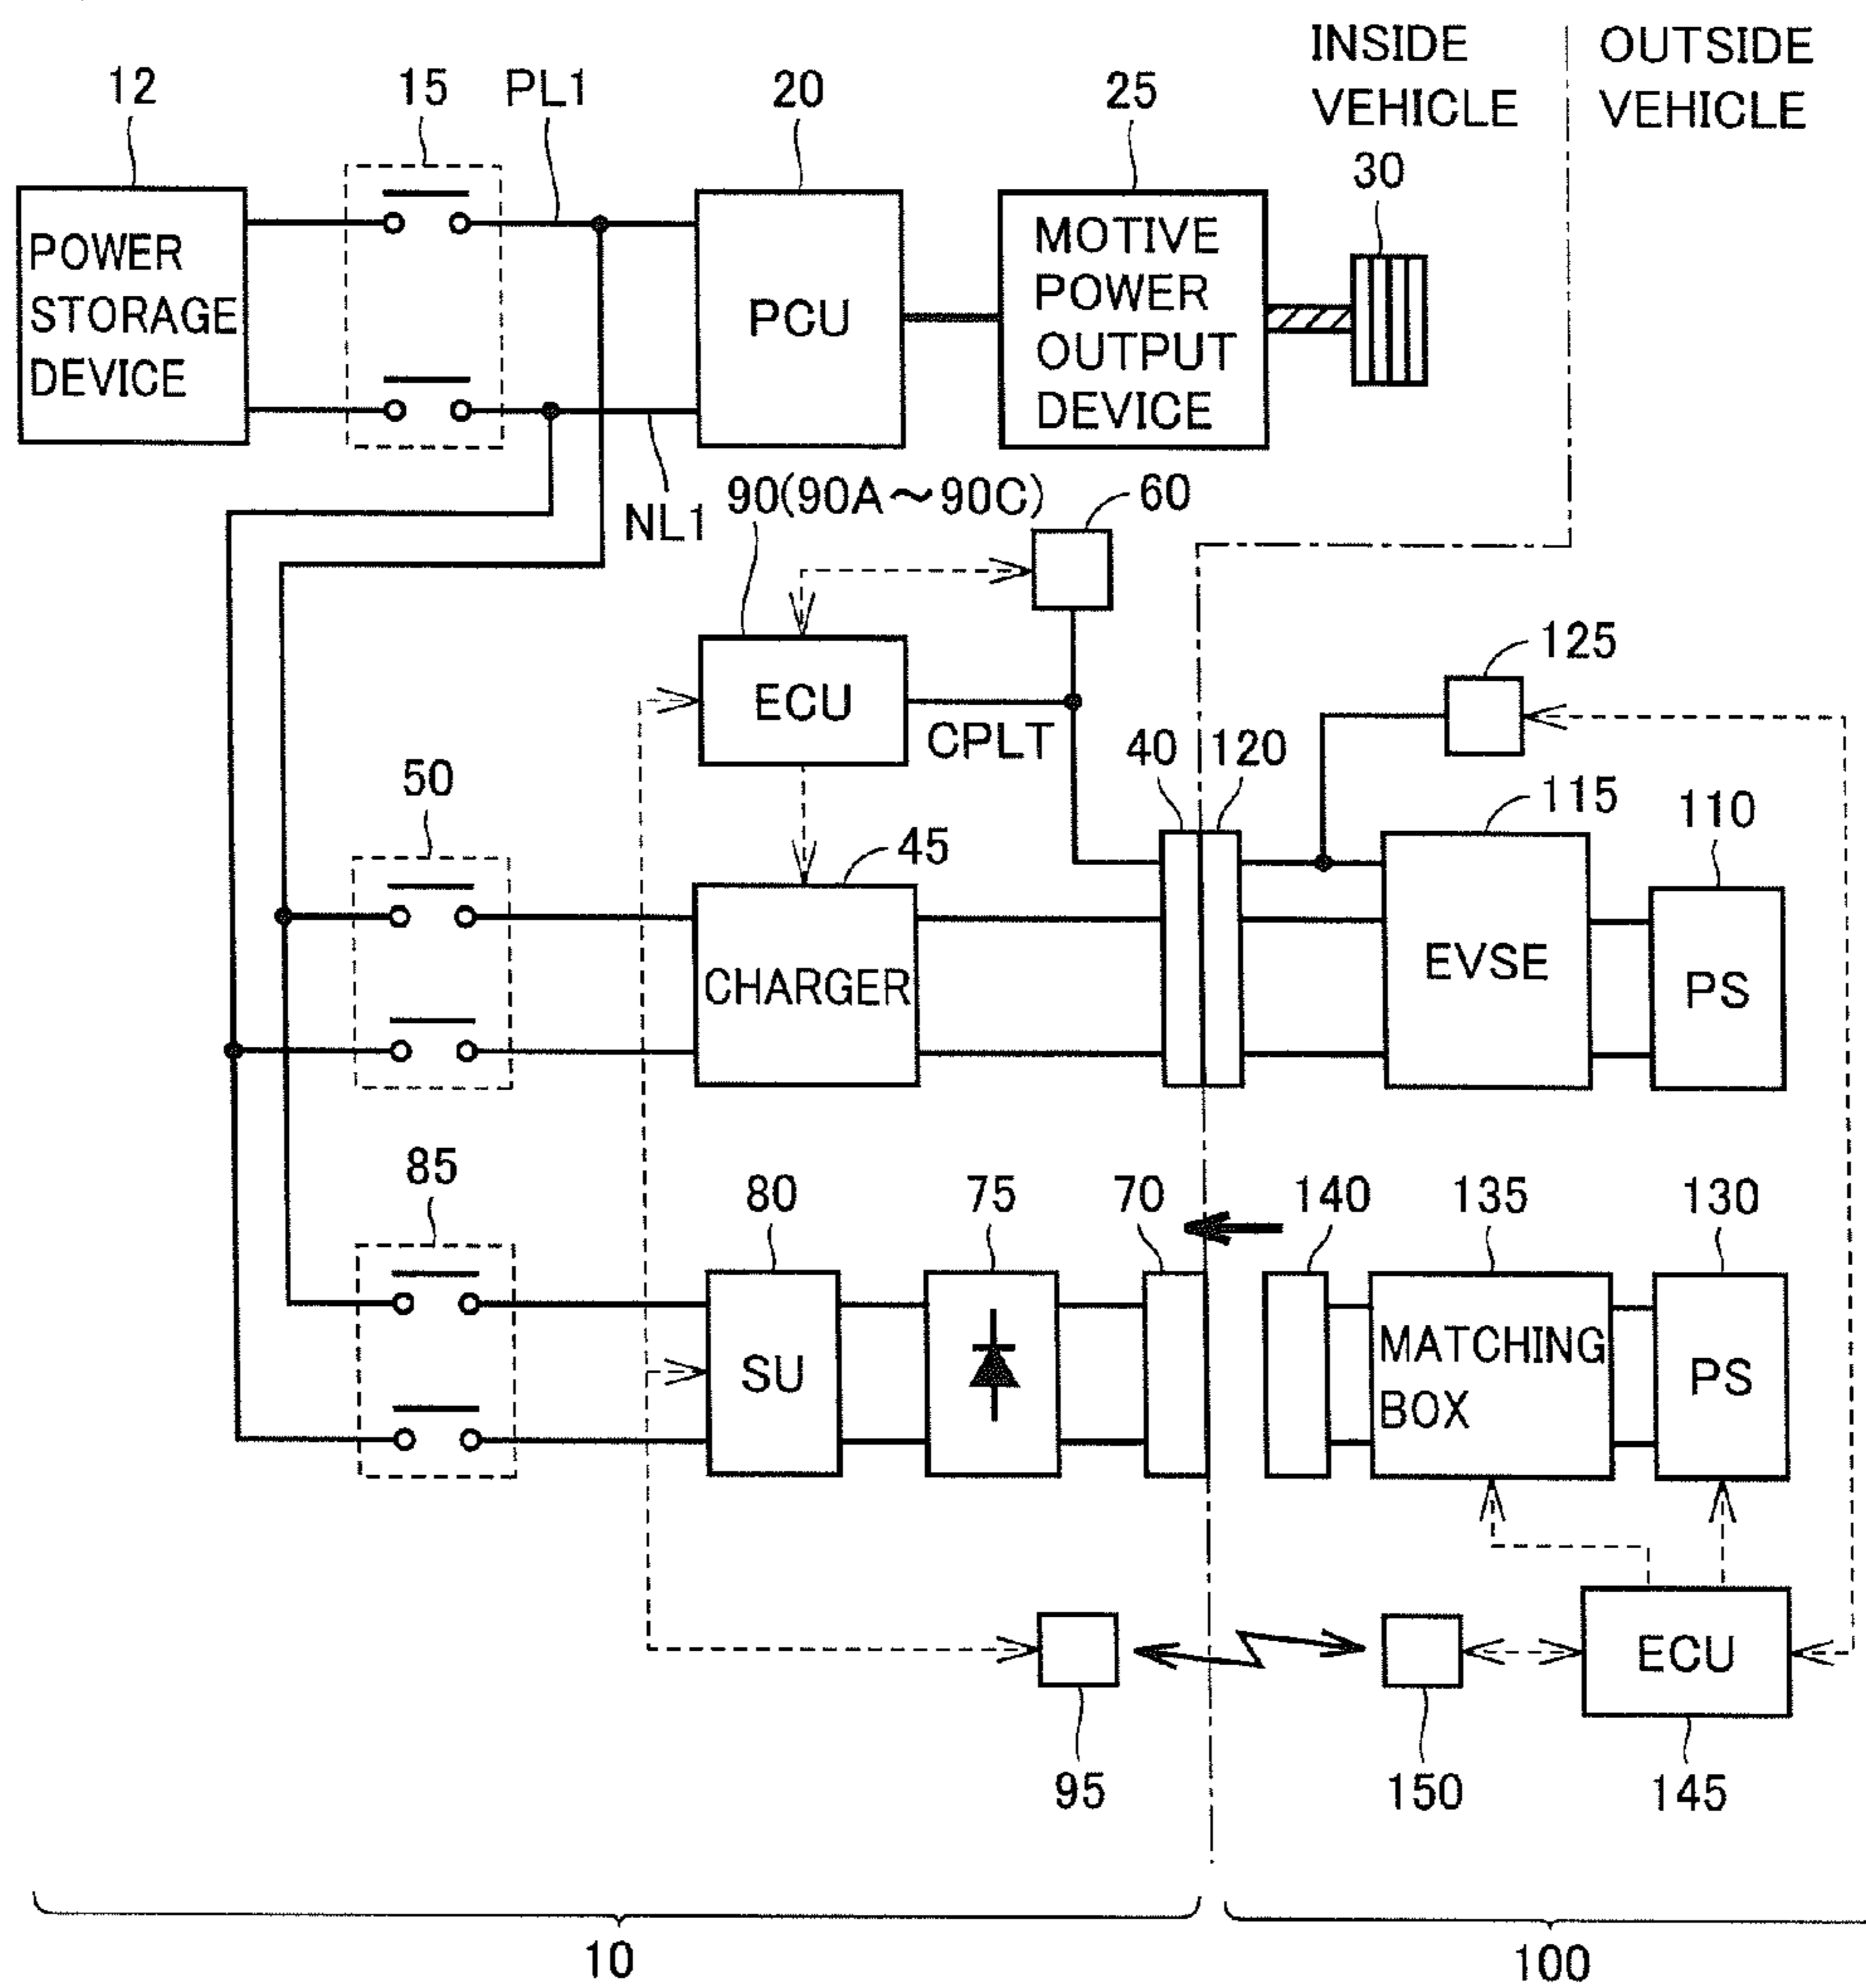 INSIDE
VEHICLE
OUTSIDE
VEHICLE
12
15
PL1
20
25
30
POWER
STORAGE
DEVICE
PCU
MOTIVE
POWER
OUTPUT
DEVICE
NL1
90(90A～90C)
60
ECU
CPLT
125
40
120
50
45
115
110
CHARGER
EVSE
PS
85
80
75
70
140
135
130
SU
MATCHING
BOX
PS
ECU
95
150
145
10
100